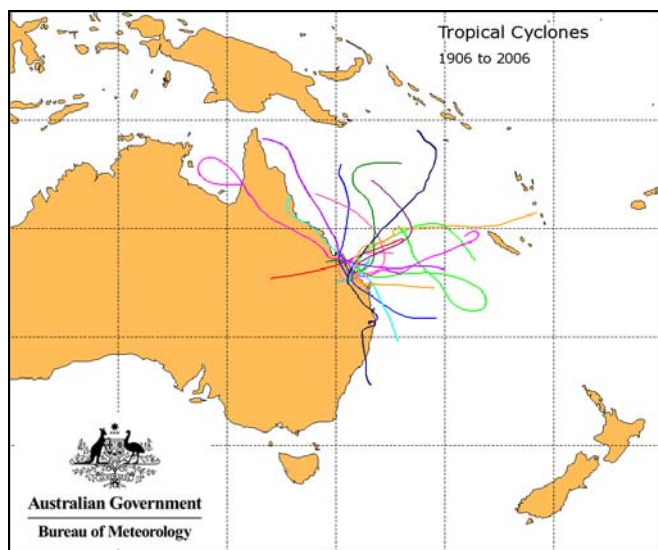 Tropical Cyclones
1906 to 2006
Australian Government
Bureau of Meteorology